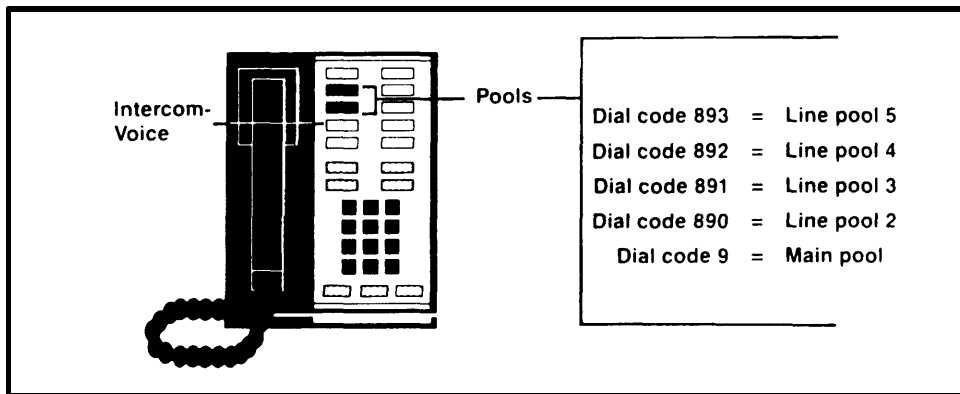 Intercom-
Voice
Pools
Dial code 893 = Line pool 5
Dial code 892 = Line pool 4
Dial code 891 = Line pool 3
Dial code 890 = Line pool 2
Dial code 9 = Main pool